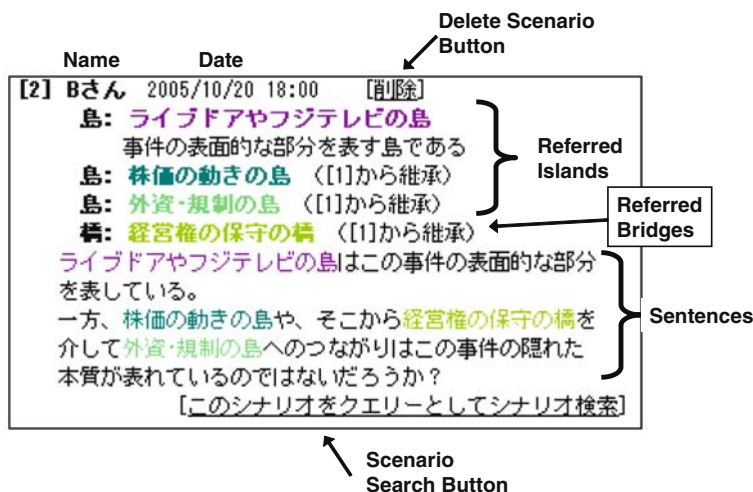 Delete Scenario
Button
Name Date
[2] Bさん 2005/10/20 18:00 [削除]
島: ライブドアやフジテレビの島
事件の表面的な部分を表す島である
島: 株価の動きの島 ([1]から継承)
島: 外資・規制の島 ([1]から継承)
橋: 経営権の保守の橋 ([1]から継承)
Referred
Islands
Referred
Bridges
ライブドアやフジテレビの島はこの事件の表面的な部分
を表している。
一方、株価の動きの島や、そこから経営権の保守の橋を
介して外資・規制の島へのつながりはこの事件の隠れた
本質が表れているのではないだろうか?
Sentences
[このシナリオをクエリーとしてシナリオ検索]
Scenario
Search Button